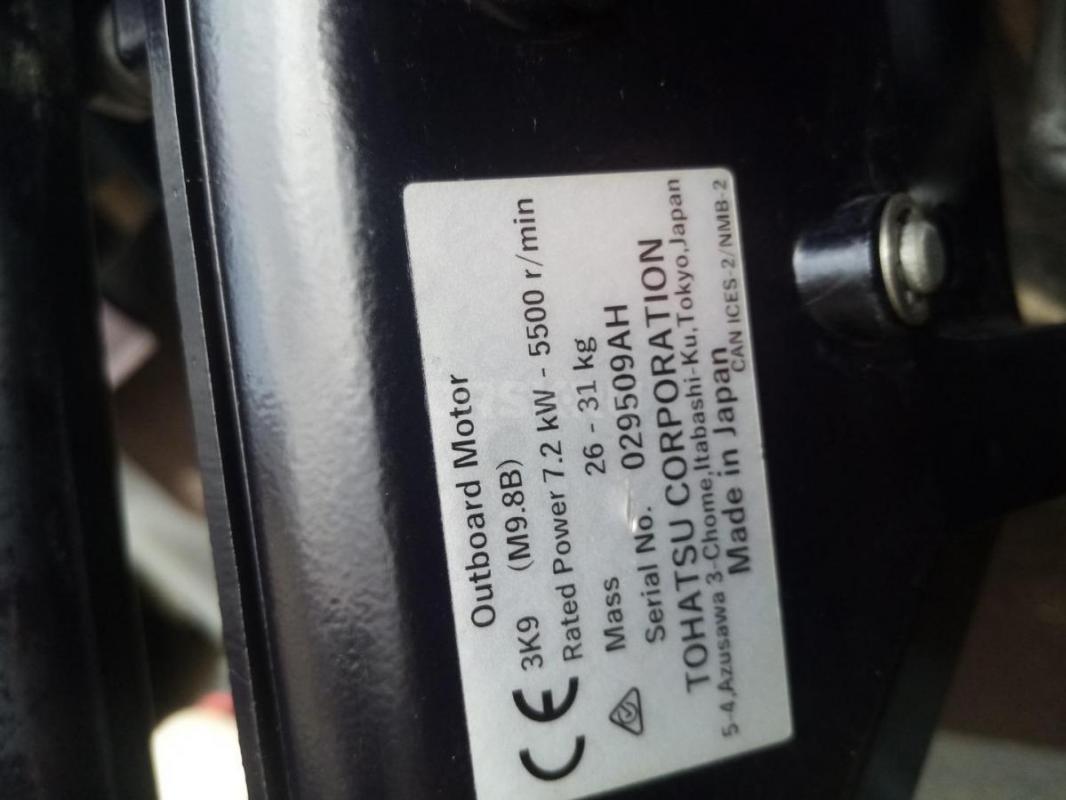 Outboard Motor
CE 3K9 (M9.8B)
Rated Power 7.2 kW - 5500 r/min
Mass 26 - 31 kg
Serial No. 029509AH
TOHATSU CORPORATION
5-4,Azusawa 3-Chome,Itabashi-Ku,Tokyo,Japan
Made in Japan
CAN ICES-2/NMB-2